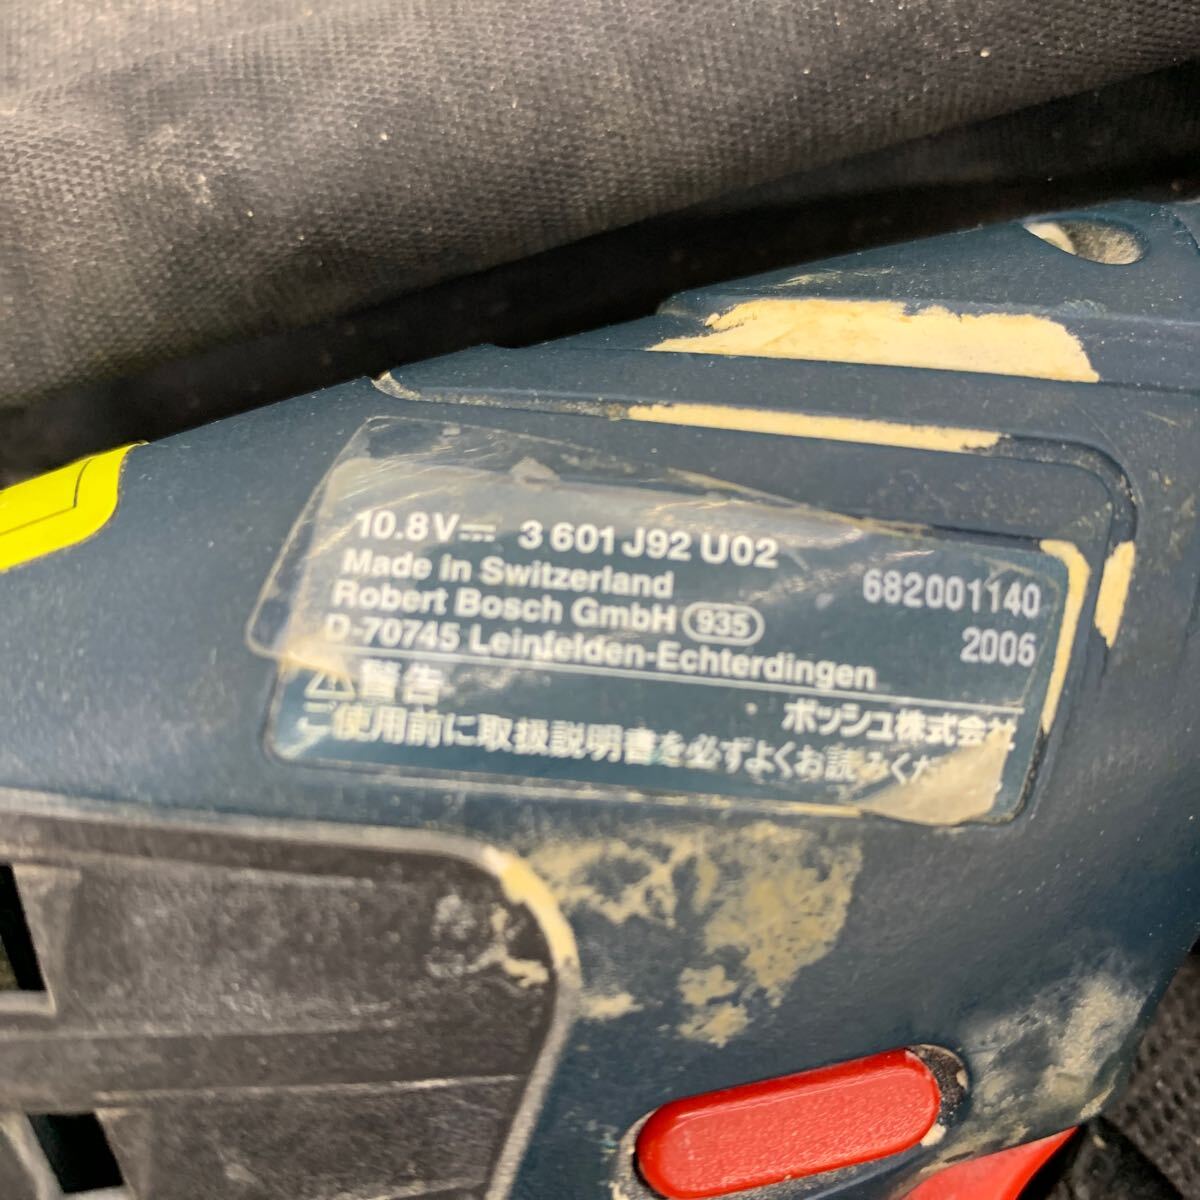 10.8V⎓ 3 601 J92 U02
Made in Switzerland
Robert Bosch GmbH 935
D-70745 Leinfelden-Echterdingen
682001140
2006
⚠警告
ボッシュ株式会社
ご使用前に取扱説明書を必ずよくお読みくだ